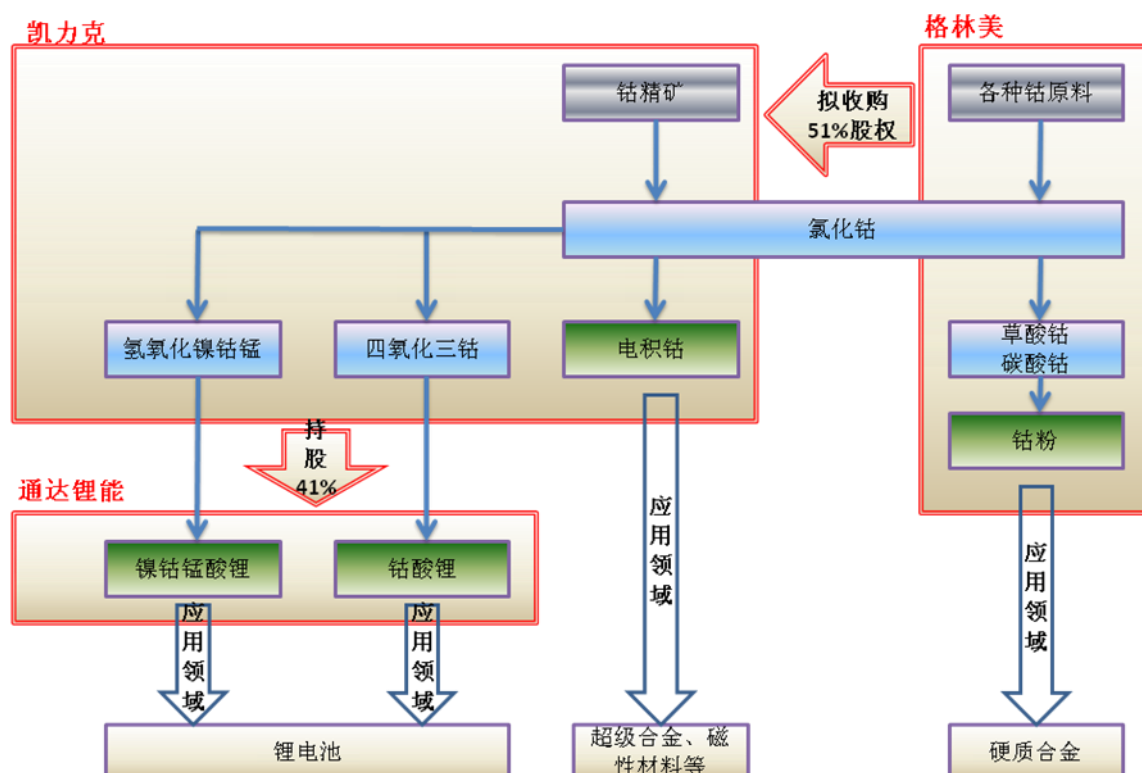 凯力克
格林美
钴精矿
拟收购
51%股权
各种钴原料
氯化钴
氢氧化镍钴锰
四氧化三钴
电积钴
草酸钴
碳酸钴
钴粉
持
股
41%
通达锂能
镍钴锰酸锂
钴酸锂
应
用
领
域
应
用
领
域
应
用
领
域
应
用
领
域
锂电池
超级合金、磁
性材料等
硬质合金